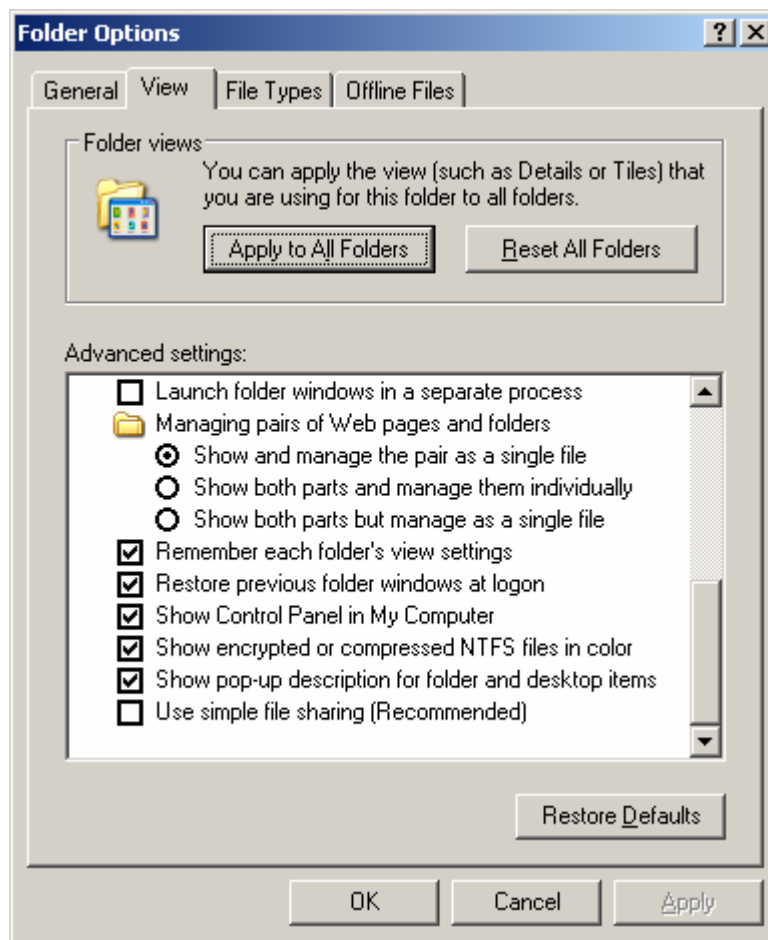 Folder Options
General View File Types Offline Files
Folder views
You can apply the view (such as Details or Tiles) that
you are using for this folder to all folders.
Apply to All Folders Reset All Folders
Advanced settings:
Launch folder windows in a separate process
Managing pairs of Web pages and folders
Show and manage the pair as a single file
Show both parts and manage them individually
Show both parts but manage as a single file
Remember each folder's view settings
Restore previous folder windows at logon
Show Control Panel in My Computer
Show encrypted or compressed NTFS files in color
Show pop-up description for folder and desktop items
Use simple file sharing (Recommended)
Restore Defaults
OK Cancel Apply